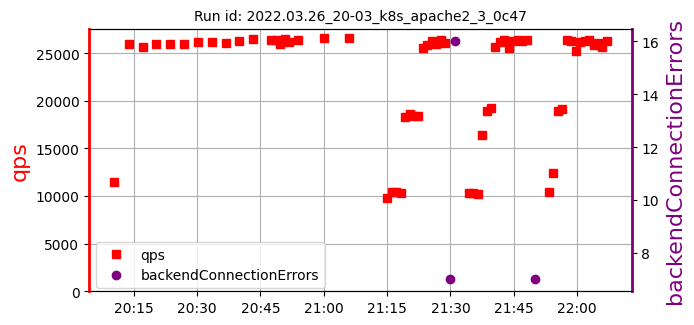 Run id: 2022.03.26_20-03_k8s_apache2_3_0c47
25000
20000
15000
10000
5000
0
qps
16
14
12
10
8
backendConnectionErrors
qps
backendConnectionErrors
20:15 20:30 20:45 21:00 21:15 21:30 21:45 22:00